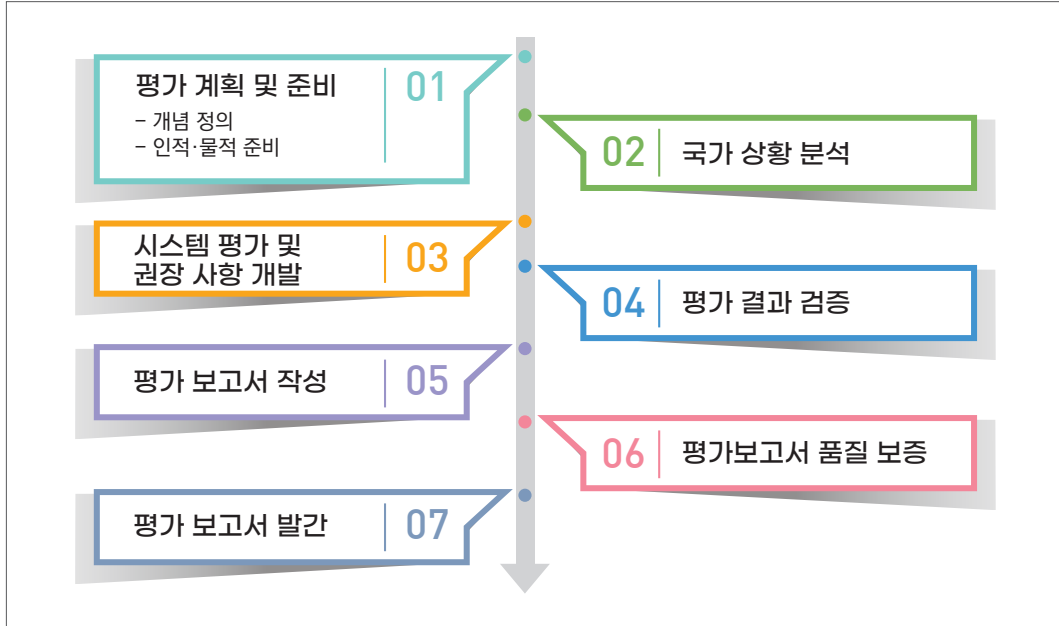 평가 계획 및 준비
- 개념 정의
- 인적·물적 준비
01
02
국가 상황 분석
시스템 평가 및
권장 사항 개발
03
04
평가 결과 검증
평가 보고서 작성
05
06
평가보고서 품질 보증
평가 보고서 발간
07